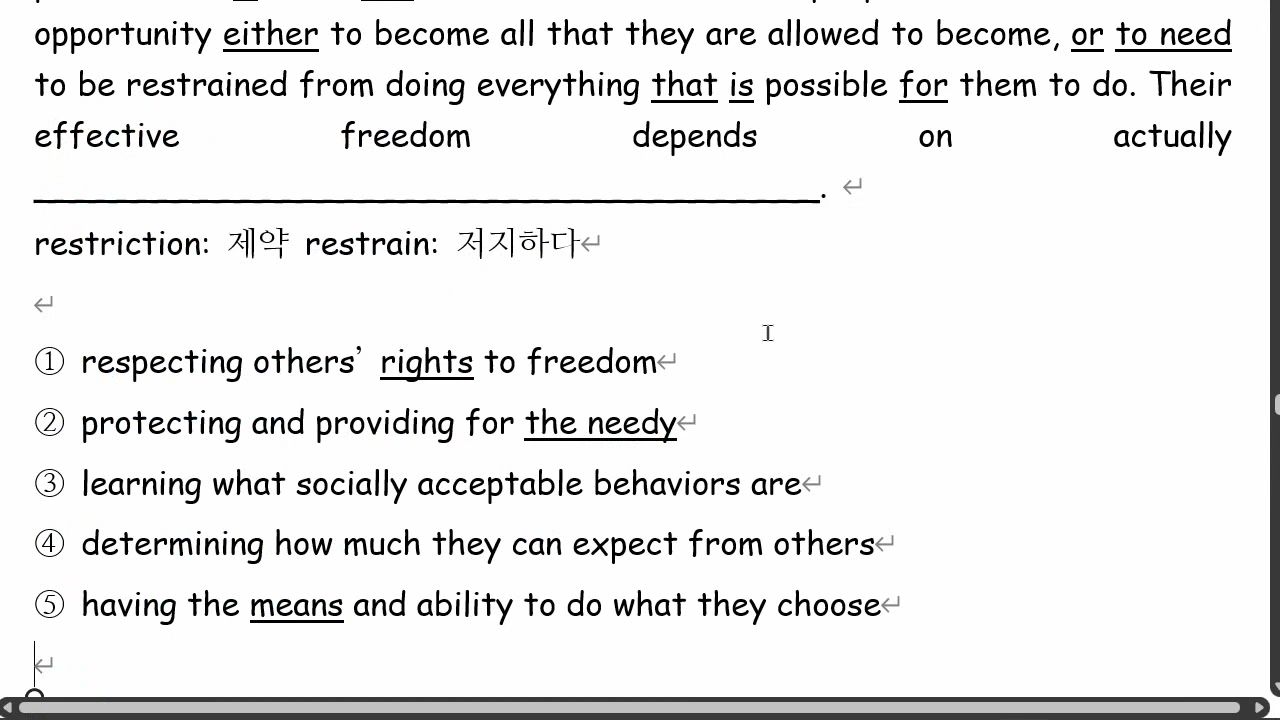 opportunity either to become all that they are allowed to become, or to need
to be restrained from doing everything that is possible for them to do. Their
effective freedom depends on actually
________________________________________. ↵
restriction: 제약 restrain: 저지하다↵
↵
① respecting others’ rights to freedom↵
② protecting and providing for the needy↵
③ learning what socially acceptable behaviors are↵
④ determining how much they can expect from others↵
⑤ having the means and ability to do what they choose↵
↵